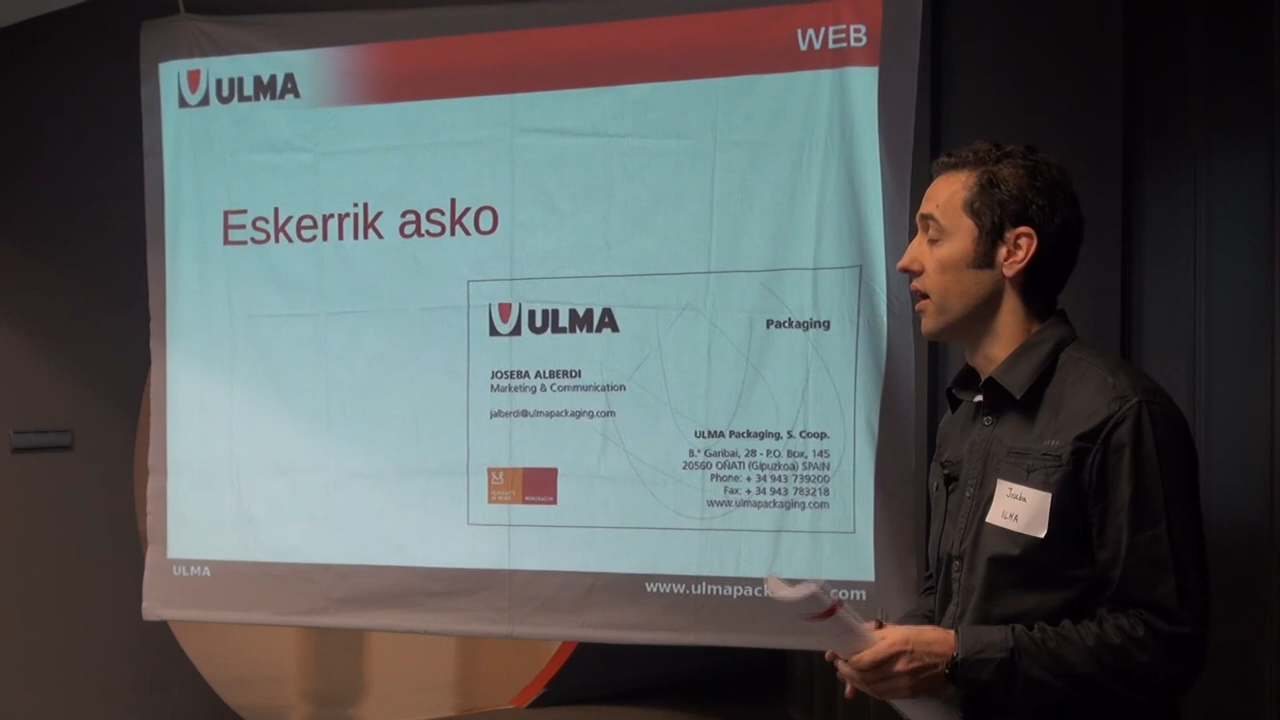 WEB
ULMA
Eskerrik asko
ULMA
Packaging
JOSEBA ALBERDI
Marketing & Communication
jalberdi@ulmapackaging.com
ULMA Packaging, S. Coop.
B.º Garibai, 28 - P.O. Box, 145
20560 OÑATI (Gipuzkoa) SPAIN
Phone: + 34 943 739200
Fax: + 34 943 783218
www.ulmapackaging.com
ULMA
www.ulmapack
com
Joseba
ULMA